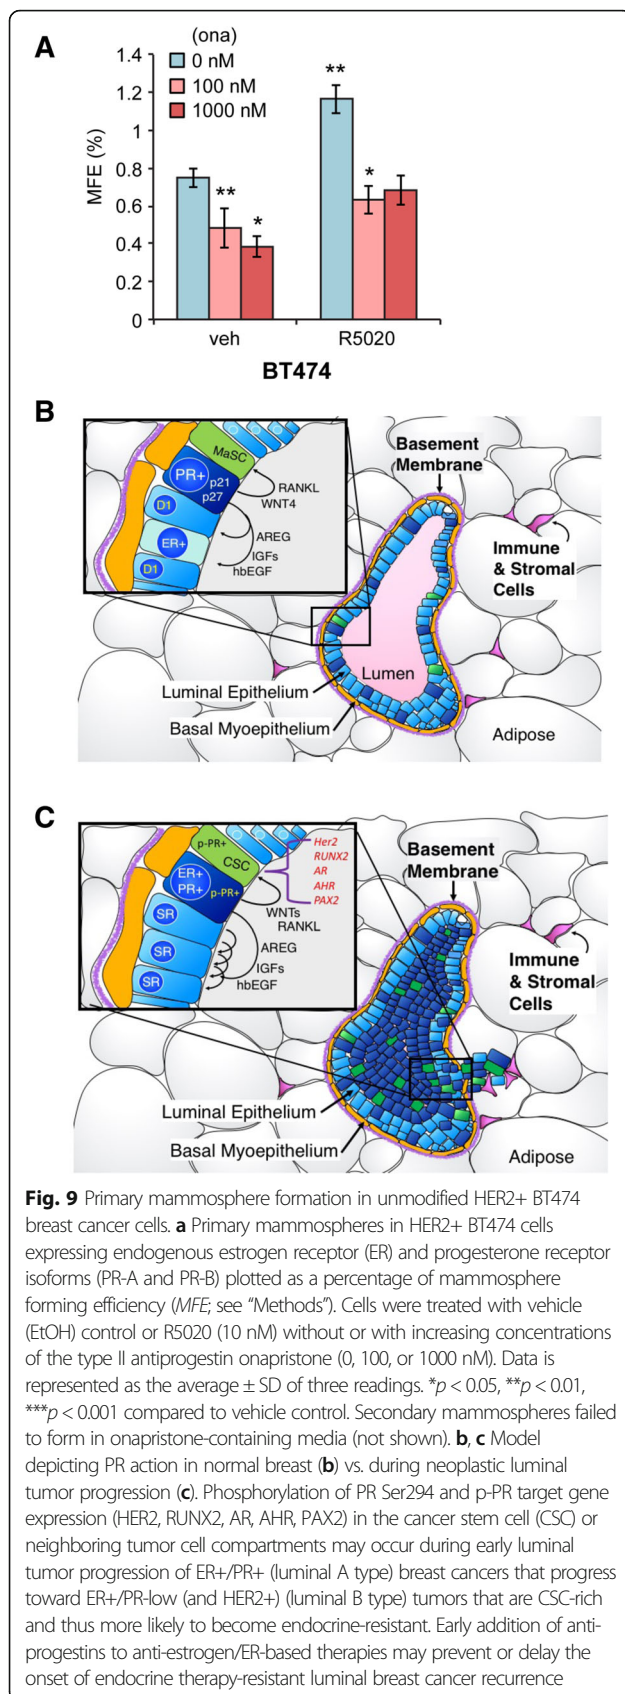 A
(ona)
0 nM
100 nM
1000 nM
MFE (%)
1.4
1.2
1
0.8
0.6
0.4
0.2
0
**
*
**
*
veh
R5020
BT474
B
MaSC
PR+
p21
p27
D1
ER+
D1
RANKL
WNT4
AREG
IGFs
hbEGF
Basement
Membrane
Immune
& Stromal
Cells
Lumen
Luminal Epithelium
Basal Myoepithelium
Adipose
C
p-PR+
CSC
ER+
PR+
p-PR+
SR
SR
SR
Her2
RUNX2
AR
AHR
PAX2
WNTs
RANKL
AREG
IGFs
hbEGF
Basement
Membrane
Immune
& Stromal
Cells
Luminal Epithelium
Basal Myoepithelium
Adipose
Fig. 9 Primary mammosphere formation in unmodified HER2+ BT474
breast cancer cells. a Primary mammospheres in HER2+ BT474 cells
expressing endogenous estrogen receptor (ER) and progesterone receptor
isoforms (PR-A and PR-B) plotted as a percentage of mammosphere
forming efficiency (MFE; see “Methods”). Cells were treated with vehicle
(EtOH) control or R5020 (10 nM) without or with increasing concentrations
of the type II antiprogestin onapristone (0, 100, or 1000 nM). Data is
represented as the average ± SD of three readings. *p < 0.05, **p < 0.01,
***p < 0.001 compared to vehicle control. Secondary mammospheres failed
to form in onapristone-containing media (not shown). b, c Model
depicting PR action in normal breast (b) vs. during neoplastic luminal
tumor progression (c). Phosphorylation of PR Ser294 and p-PR target gene
expression (HER2, RUNX2, AR, AHR, PAX2) in the cancer stem cell (CSC) or
neighboring tumor cell compartments may occur during early luminal
tumor progression of ER+/PR+ (luminal A type) breast cancers that progress
toward ER+/PR-low (and HER2+) (luminal B type) tumors that are CSC-rich
and thus more likely to become endocrine-resistant. Early addition of anti-
progestins to anti-estrogen/ER-based therapies may prevent or delay the
onset of endocrine therapy-resistant luminal breast cancer recurrence